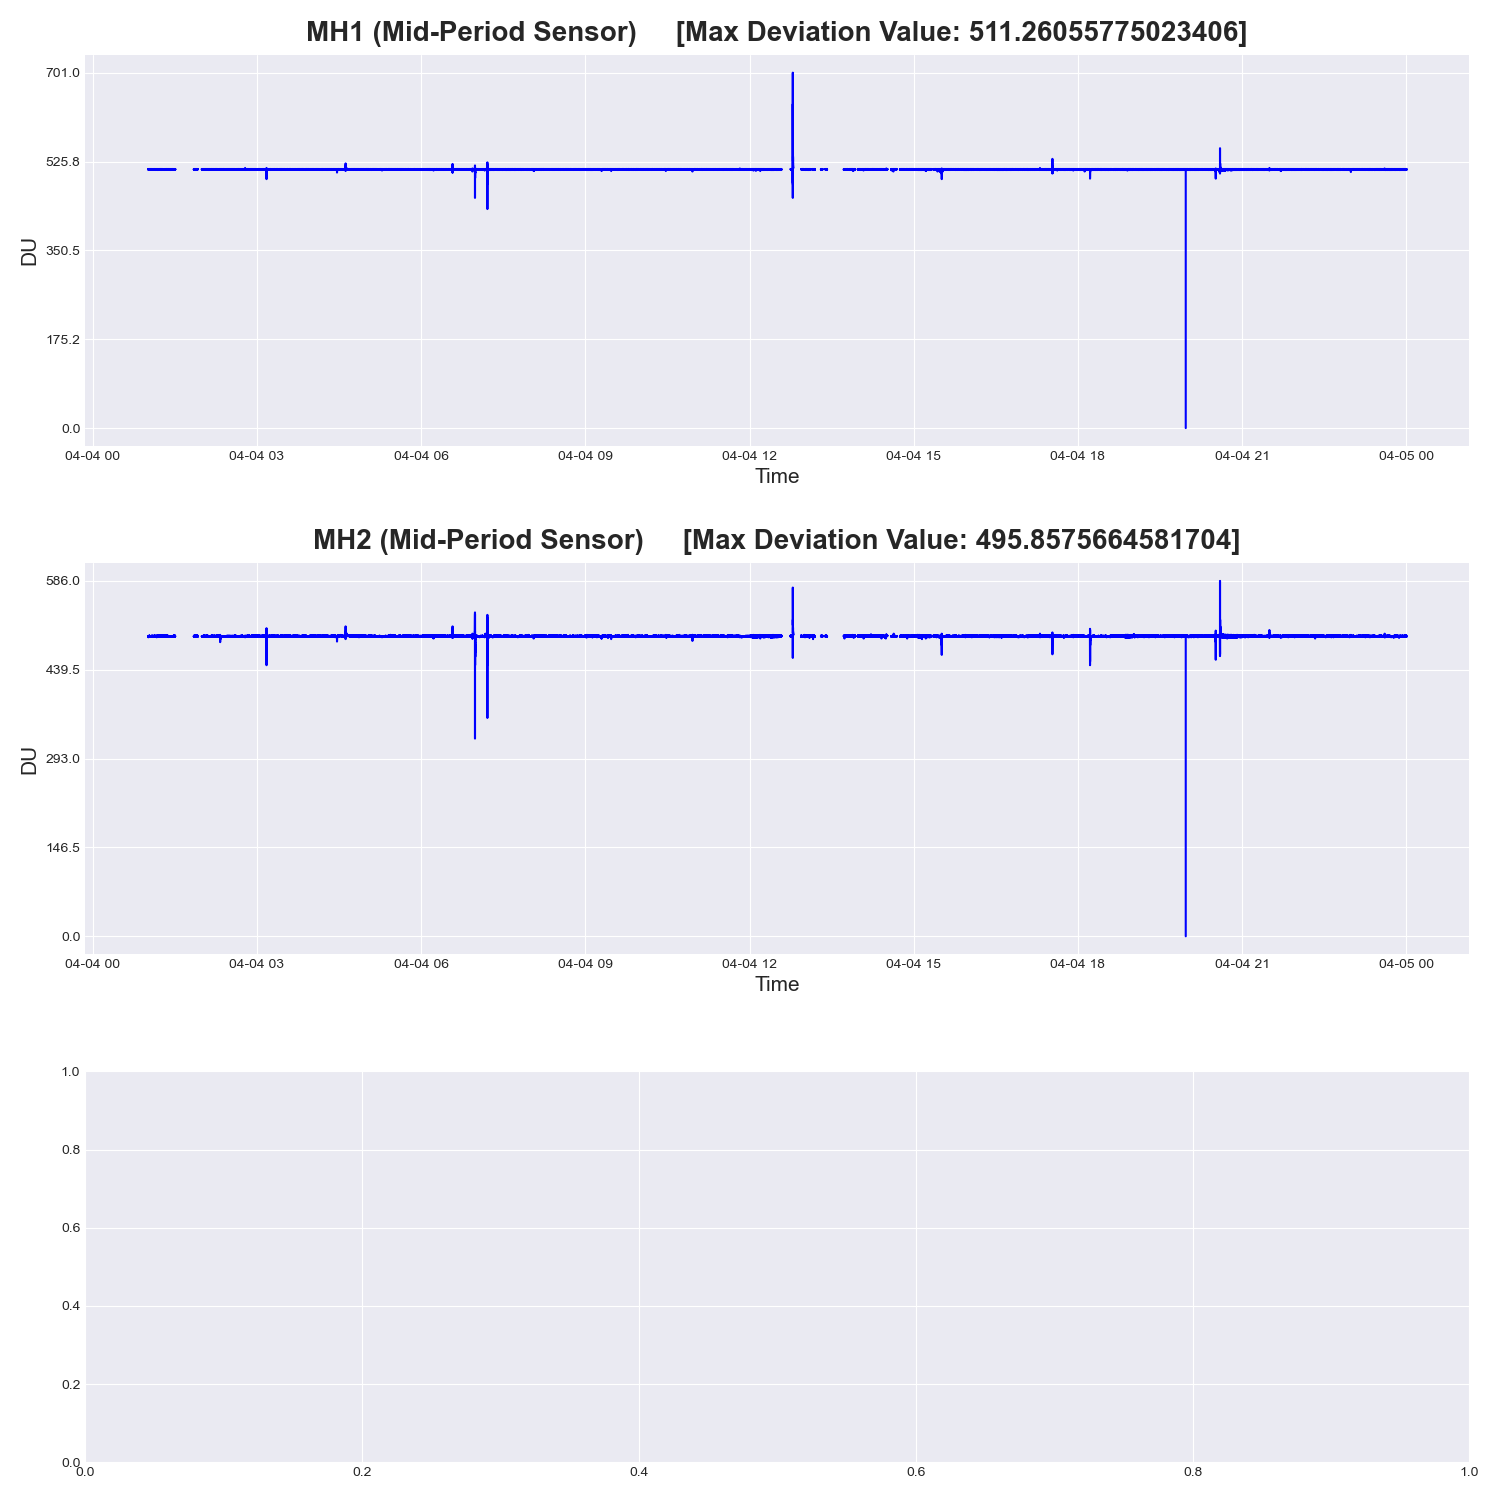 MH1 (Mid-Period Sensor) [Max Deviation Value: 511.26055775023406]
701.0
525.8
350.5
175.2
0.0
DU
04-04 00 04-04 03 04-04 06 04-04 09 04-04 12 04-04 15 04-04 18 04-04 21 04-05 00
Time
MH2 (Mid-Period Sensor) [Max Deviation Value: 495.8575664581704]
586.0
439.5
293.0
146.5
0.0
DU
04-04 00 04-04 03 04-04 06 04-04 09 04-04 12 04-04 15 04-04 18 04-04 21 04-05 00
Time
1.0
0.8
0.6
0.4
0.2
0.0
0.0 0.2 0.4 0.6 0.8 1.0